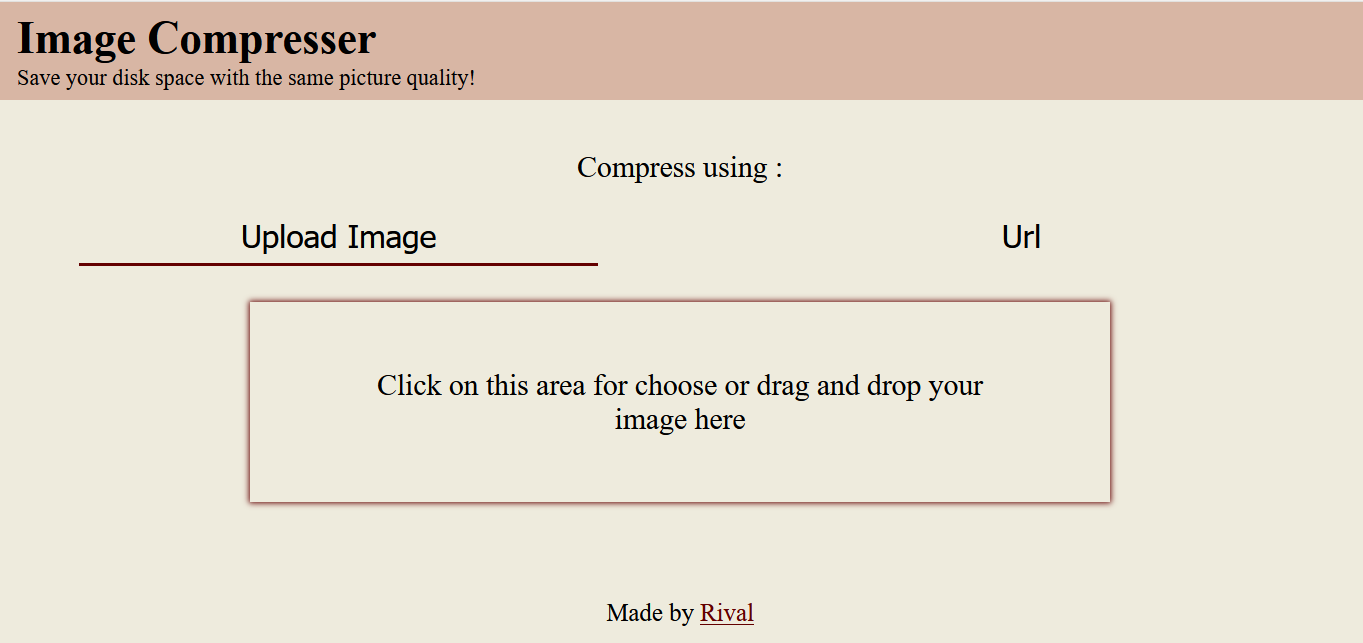 Image Compresser
Save your disk space with the same picture quality!
Compress using :
Upload Image
Url
Click on this area for choose or drag and drop your
image here
Made by Rival